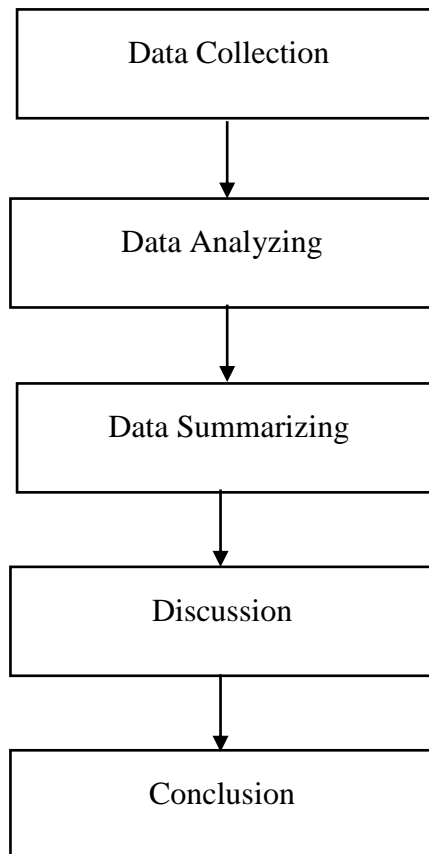 Data Collection
Data Analyzing
Data Summarizing
Discussion
Conclusion